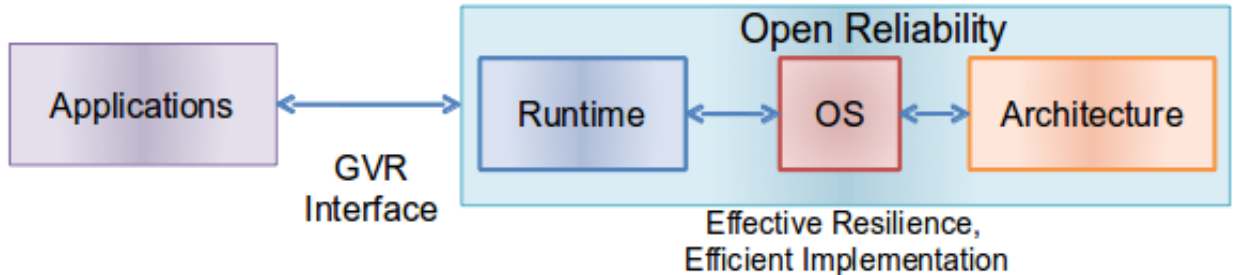 Open Reliability
Applications
Runtime
OS
Architecture
GVR
Interface
Effective Resilience,
Efficient Implementation